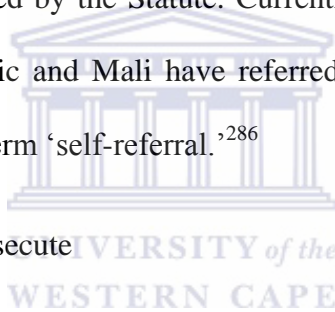 ed by the Statute. Current
ic and Mali have referred
erm ‘self-referral.’286
secute
UNIVERSITY of the
WESTERN CAPE